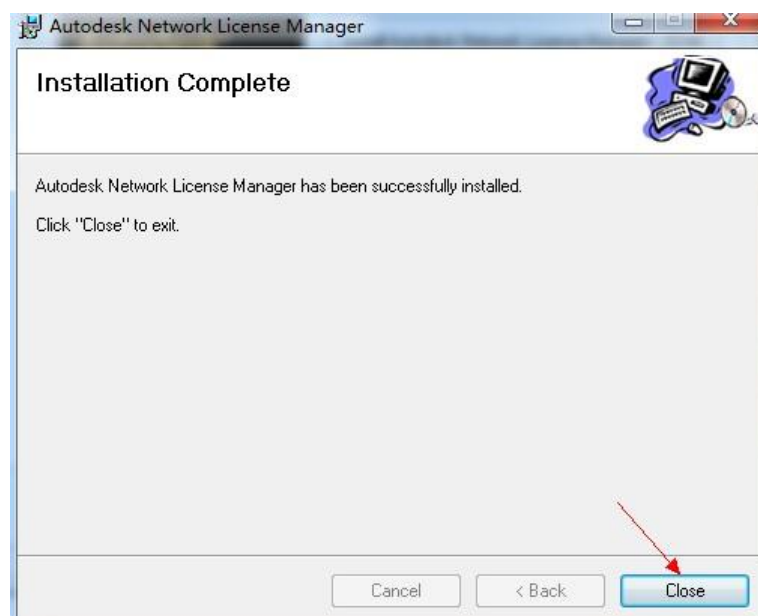 Autodesk Network License Manager
Installation Complete
Autodesk Network License Manager has been successfully installed.
Click "Close" to exit.
Cancel
< Back
Close